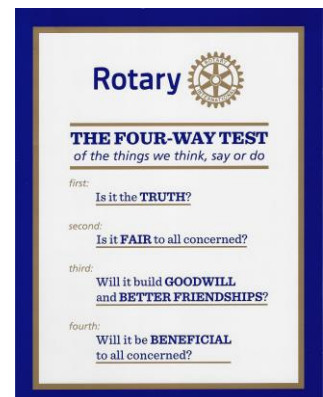 Rotary
ROTARY
INTERNATIONAL
THE FOUR-WAY TEST
of the things we think, say or do
first:
Is it the TRUTH?
second:
Is it FAIR to all concerned?
third:
Will it build GOODWILL
and BETTER FRIENDSHIPS?
fourth:
Will it be BENEFICIAL
to all concerned?